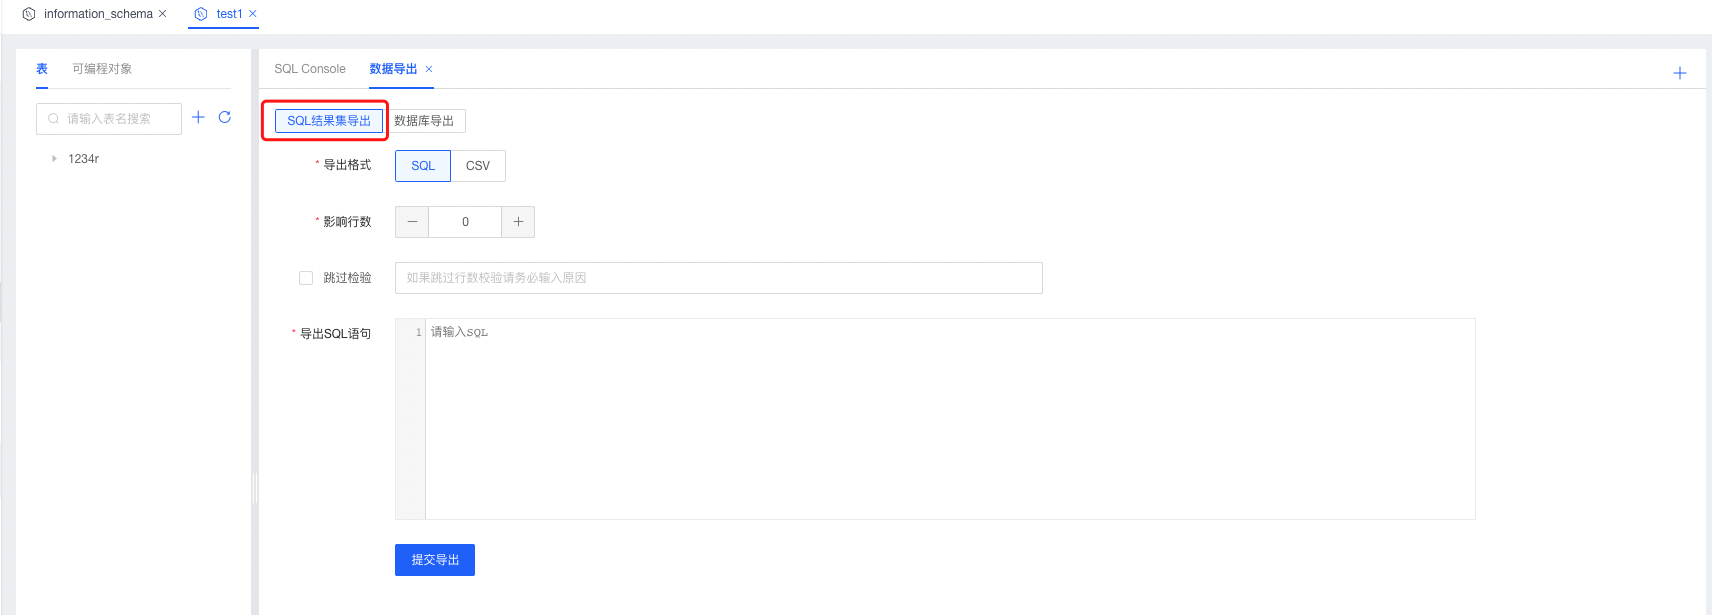 information_schema
test1
表 可编程对象
请输入表名搜索
1234r
SQL Console 数据导出
SQL结果集导出 数据库导出
* 导出格式 SQL CSV
* 影响行数 0
跳过检验 如果跳过行数校验请务必输入原因
* 导出SQL语句 1 请输入SQL
提交导出